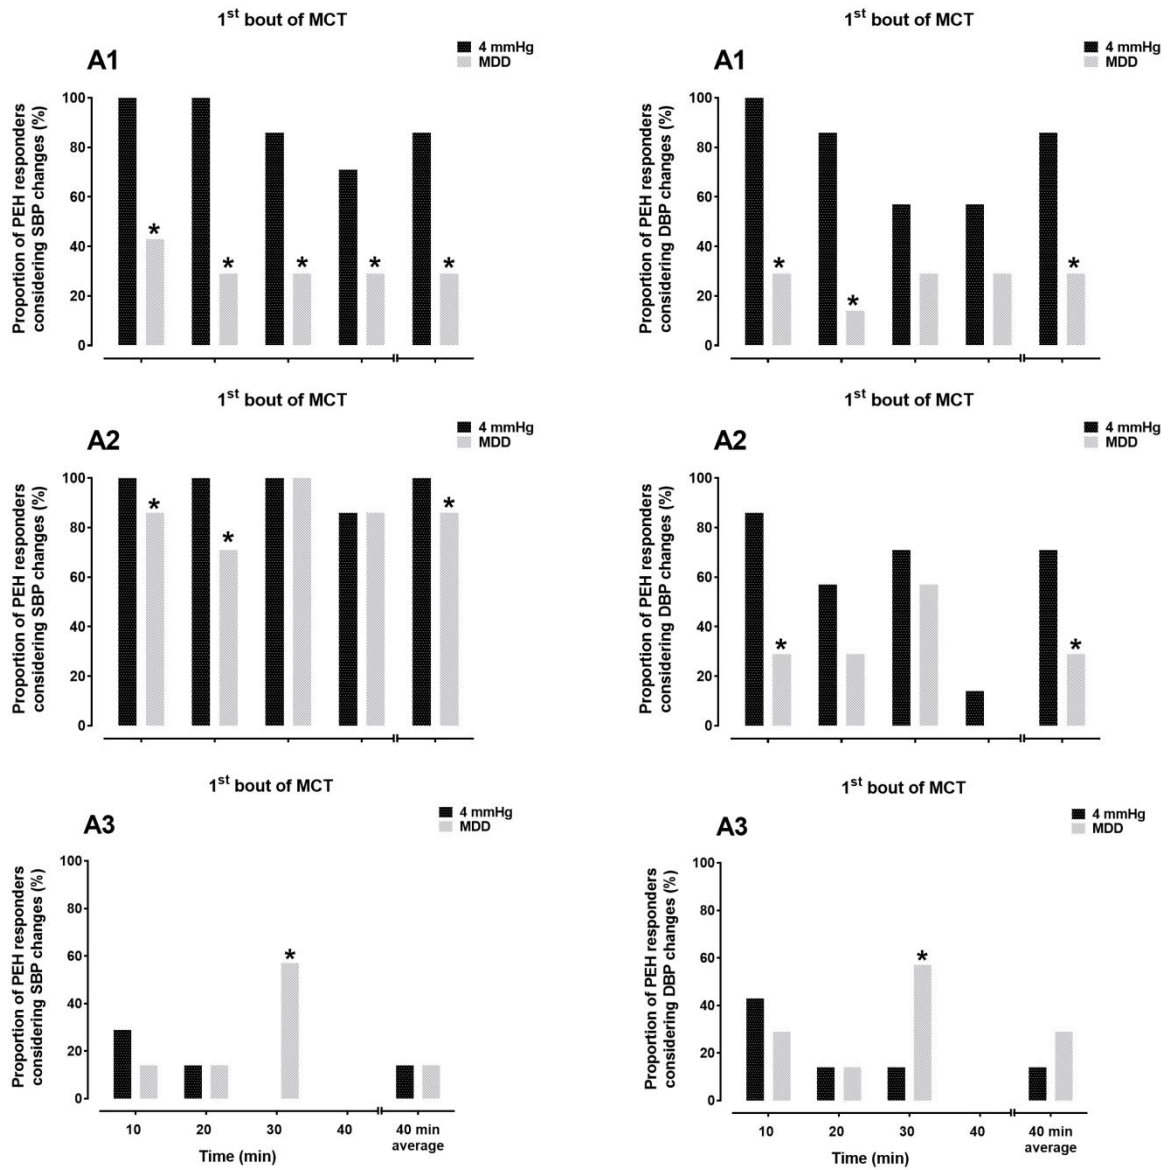 1st bout of MCT
A1
4 mmHg
MDD
Proportion of PEH responders
considering SBP changes (%)
100
80
60
40
20
0
*
*
*
*
*
1st bout of MCT
A1
4 mmHg
MDD
Proportion of PEH responders
considering DBP changes (%)
100
80
60
40
20
0
*
*
*
1st bout of MCT
A2
4 mmHg
MDD
Proportion of PEH responders
considering SBP changes (%)
100
80
60
40
20
0
*
*
*
1st bout of MCT
A2
4 mmHg
MDD
Proportion of PEH responders
considering DBP changes (%)
100
80
60
40
20
0
*
*
1st bout of MCT
A3
4 mmHg
MDD
Proportion of PEH responders
considering SBP changes (%)
100
80
60
40
20
0
*
10 20 30 40 40 min
average
Time (min)
1st bout of MCT
A3
4 mmHg
MDD
Proportion of PEH responders
considering DBP changes (%)
100
80
60
40
20
0
*
10 20 30 40 40 min
average
Time (min)